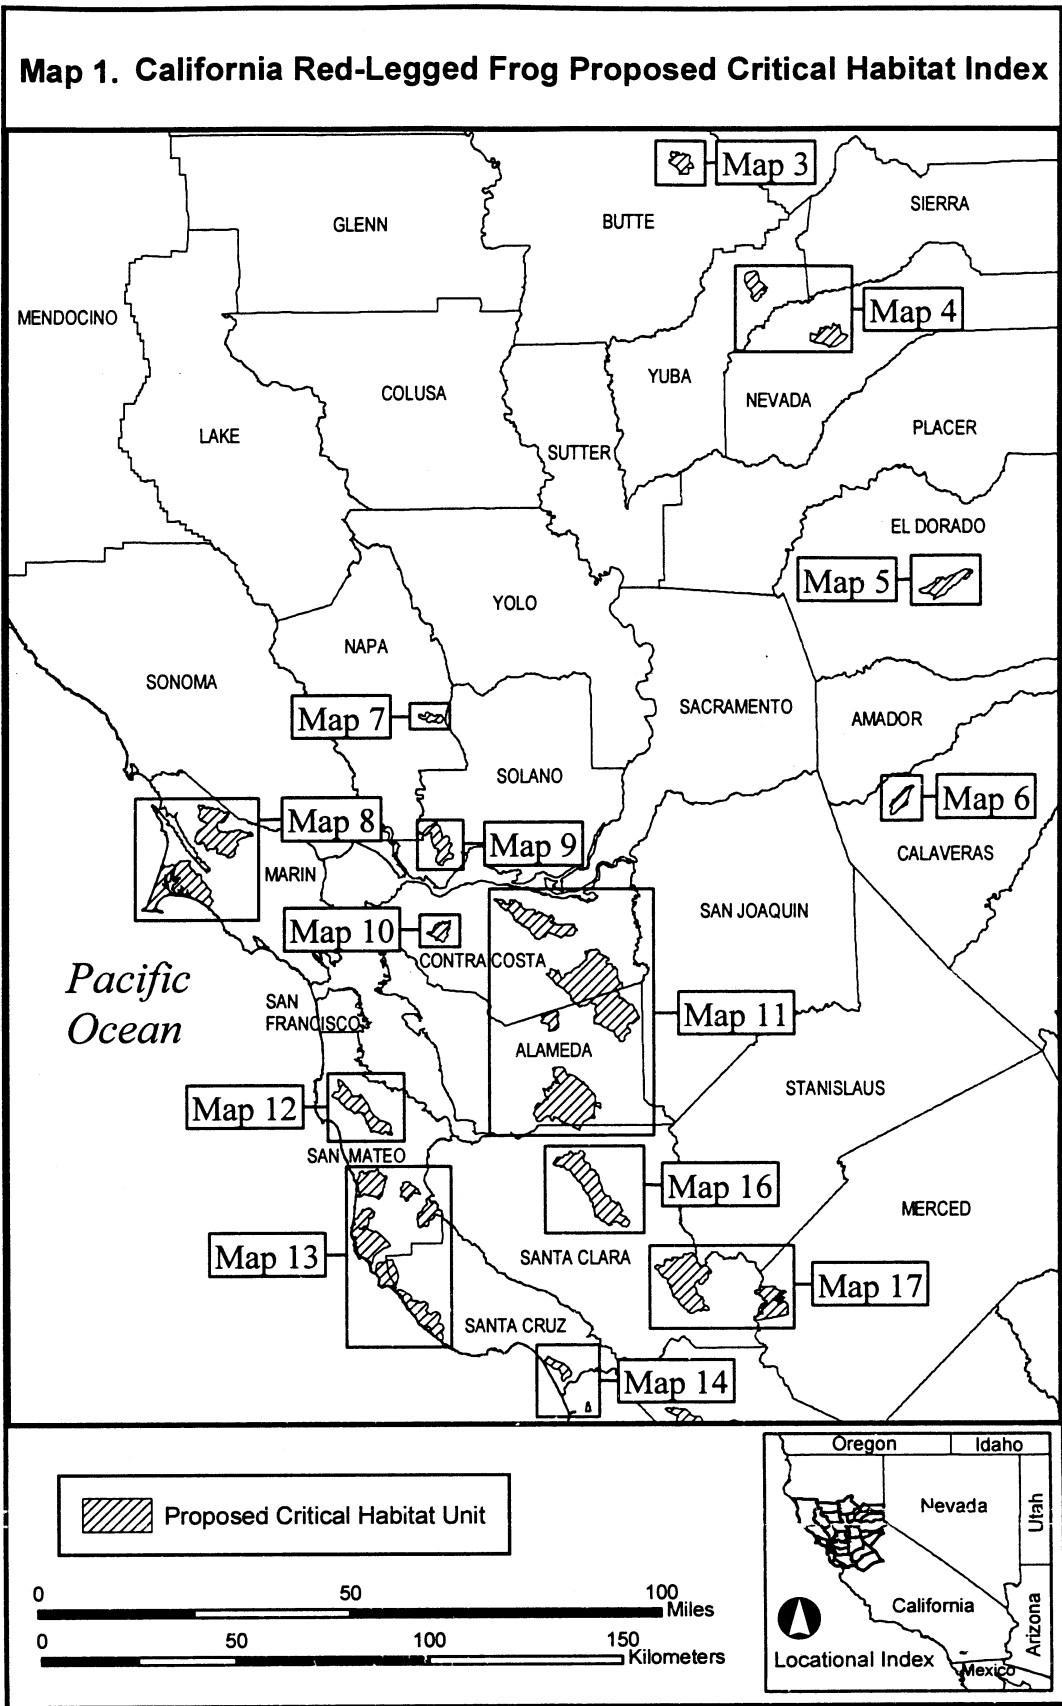 Map 1. California Red-Legged Frog Proposed Critical Habitat Index
Map 3
SIERRA
GLENN
BUTTE
MENDOCINO
Map 4
YUBA
COLUSA
NEVADA
LAKE
PLACER
SUTTER
EL DORADO
Map 5
YOLO
NAPA
SONOMA
SACRAMENTO
Map 7
AMADOR
SOLANO
Map 6
Map 8
Map 9
CALAVERAS
MARIN
SAN JOAQUIN
Map 10
CONTRA COSTA
Pacific
Ocean
SAN
FRANCISCO
Map 11
ALAMEDA
STANISLAUS
Map 12
SAN MATEO
Map 16
MERCED
Map 13
SANTA CLARA
Map 17
SANTA CRUZ
Map 14
Proposed Critical Habitat Unit
0 50 100
Miles
0 50 100 150
Kilometers
Oregon
Idaho
Nevada
Utah
California
Arizona
Locational Index
Mexico